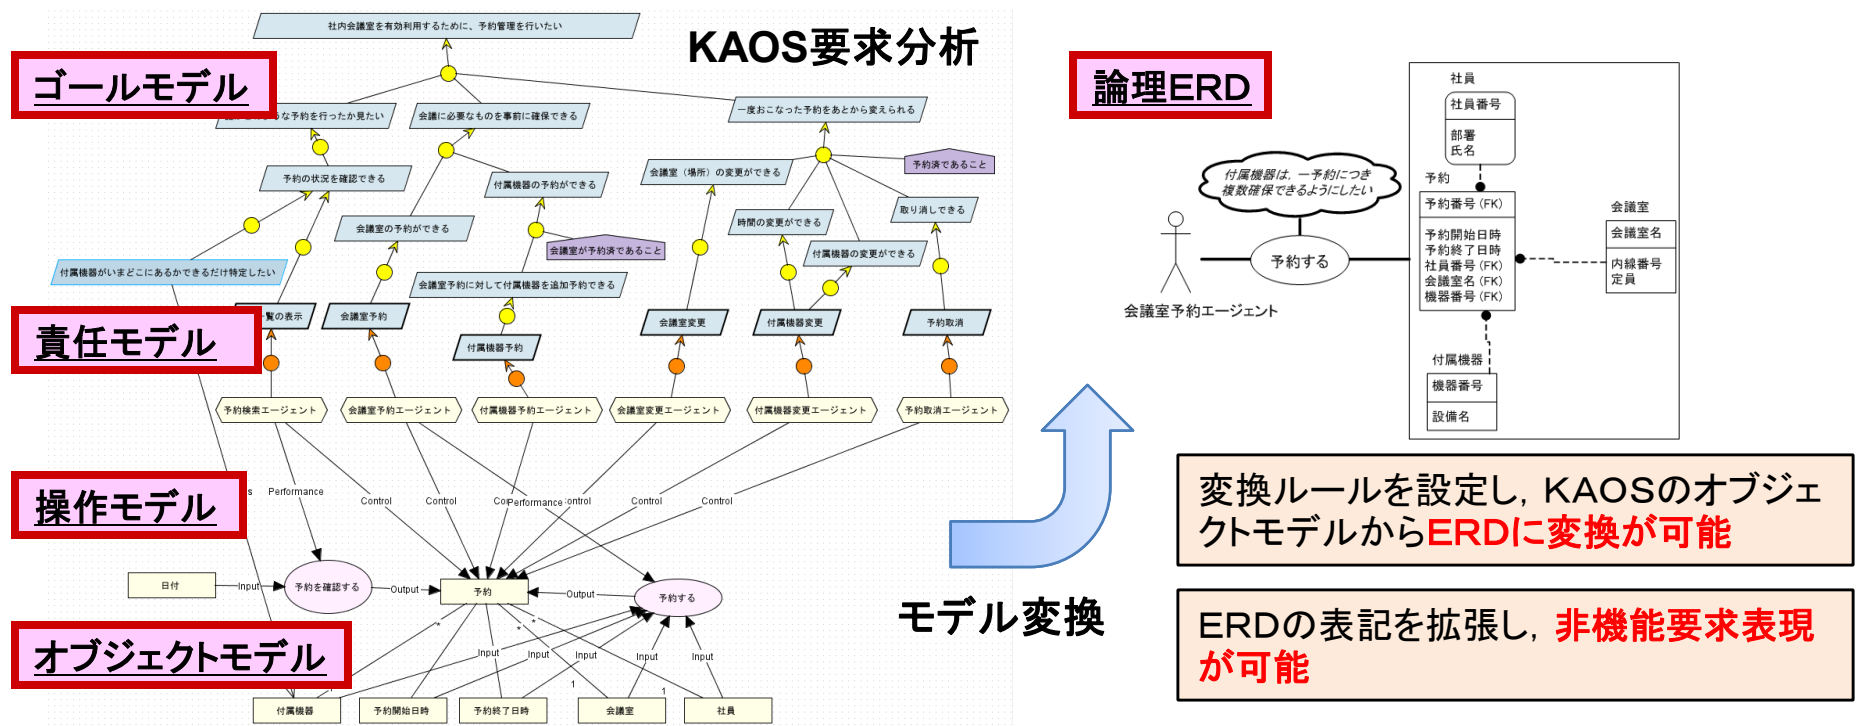 社内会議室を有効利用するために、予約管理を行いたい
KAOS要求分析
ゴールモデル
な予約を行ったか見たい
会議に必要なものを事前に確保できる
一度おこなった予約をあとから変えられる
予約の状況を確認できる
付属機器の予約ができる
会議室（場所）の変更ができる
予約済であること
会議室の予約ができる
時間の変更ができる
取り消しできる
会議室が予約済であること
付属機器の変更ができる
付属機器がいまどこにあるかできるだけ特定したい
会議室予約に対して付属機器を追加予約できる
責任モデル
覧の表示
会議室予約
付属機器予約
会議室変更
付属機器変更
予約取消
予約検索エージェント
会議室予約エージェント
付属機器予約エージェント
会議室変更エージェント
付属機器変更エージェント
予約取消エージェント
操作モデル
s
Performance
Control
Control
Co
Performance
ontrol
Control
Control
日付
Input
予約を確認する
Output
予約
Output
予約する
オブジェクトモデル
*
*
*
Input
Input
Input
Input
Input
1
1
付属機器
予約開始日時
予約終了日時
会議室
社員
モデル変換
論理ERD
社員
社員番号
部署
氏名
付属機器は，一予約につき
複数確保できるようにしたい
予約
予約番号(FK)
予約開始日時
予約終了日時
社員番号(FK)
会議室名(FK)
機器番号(FK)
会議室
会議室名
内線番号
定員
予約する
会議室予約エージェント
付属機器
機器番号
設備名
変換ルールを設定し，KAOSのオブジェ
クトモデルからERDに変換が可能
ERDの表記を拡張し，非機能要求表現
が可能